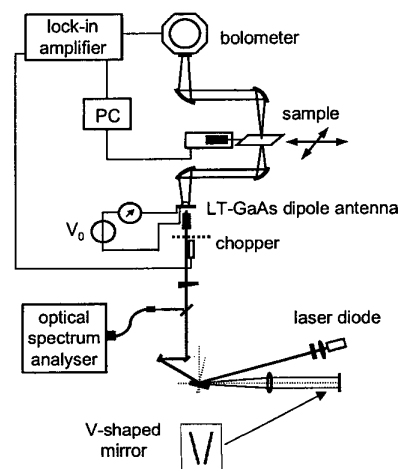 lock-in
amplifier
bolometer
PC
sample
LT-GaAs dipole antenna
V0
chopper
optical
spectrum
analyser
laser diode
V-shaped
mirror